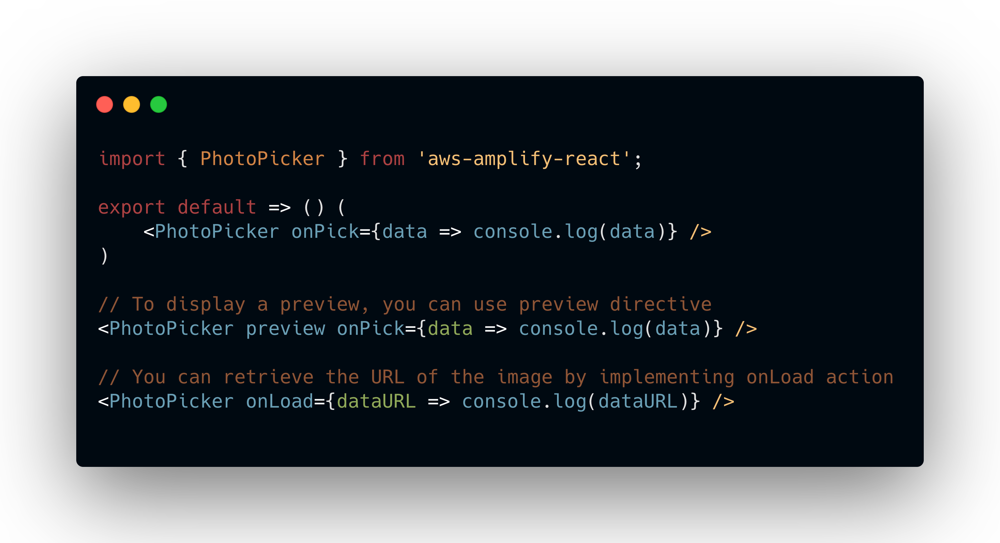 import { PhotoPicker } from 'aws-amplify-react';
export default => () (
<PhotoPicker onPick={data => console.log(data)} />
)
// To display a preview, you can use preview directive
<PhotoPicker preview onPick={data => console.log(data)} />
// You can retrieve the URL of the image by implementing onLoad action
<PhotoPicker onLoad={dataURL => console.log(dataURL)} />